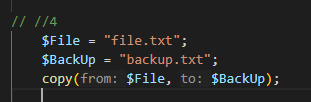 // //4
$File = "file.txt";
$BackUp = "backup.txt";
copy(from: $File, to: $BackUp);